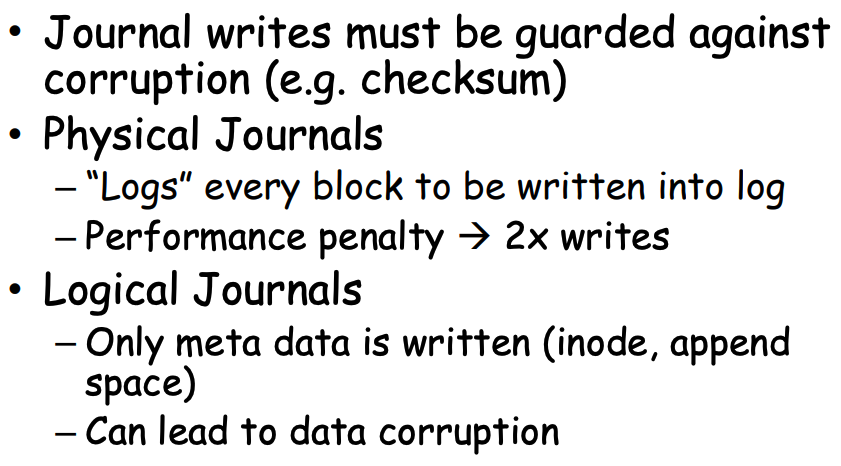 • Journal writes must be guarded against
corruption (e.g. checksum)
• Physical Journals
– “Logs” every block to be written into log
– Performance penalty → 2x writes
• Logical Journals
– Only meta data is written (inode, append
space)
– Can lead to data corruption